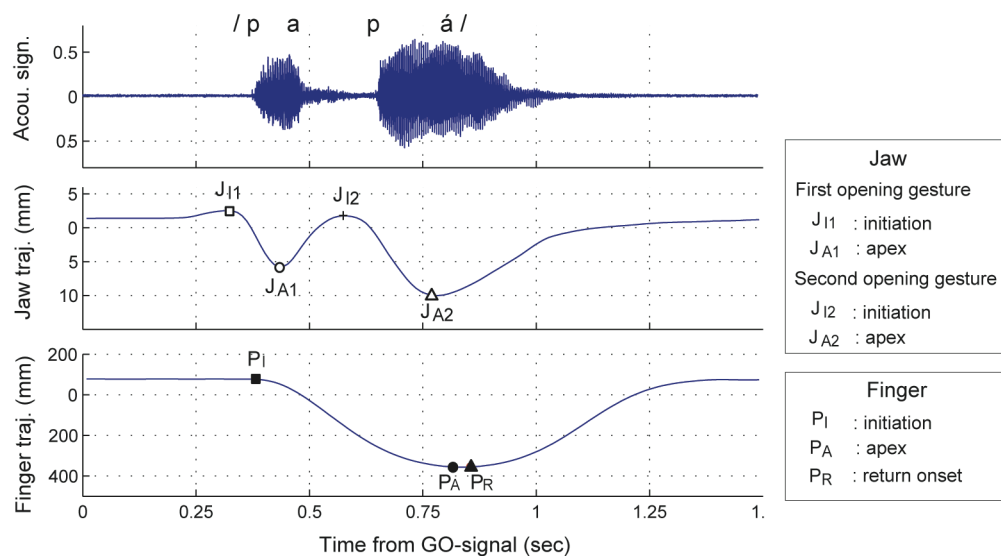 / p a p á /
Acou. sign.
0.5
0
0.5
Jaw traj. (mm)
5
0
5
10
J I1
J A1
J I2
J A2
Finger traj. (mm)
200
0
200
400
P I
P A
P R
0 0.25 0.5 0.75 1 1.25 1.
Time from GO-signal (sec)
Jaw
First opening gesture
J I1 : initiation
J A1 : apex
Second opening gesture
J I2 : initiation
J A2 : apex
Finger
P I : initiation
P A : apex
P R : return onset